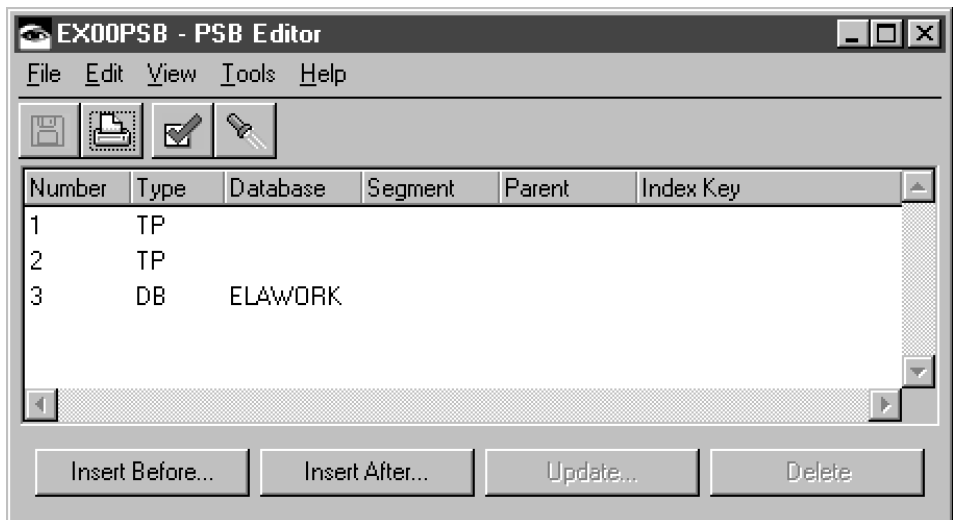 EX00PSB - PSB Editor
File Edit View Tools Help
Number Type Database Segment Parent Index Key
1 TP
2 TP
3 DB ELAWORK
Insert Before... Insert After... Update... Delete